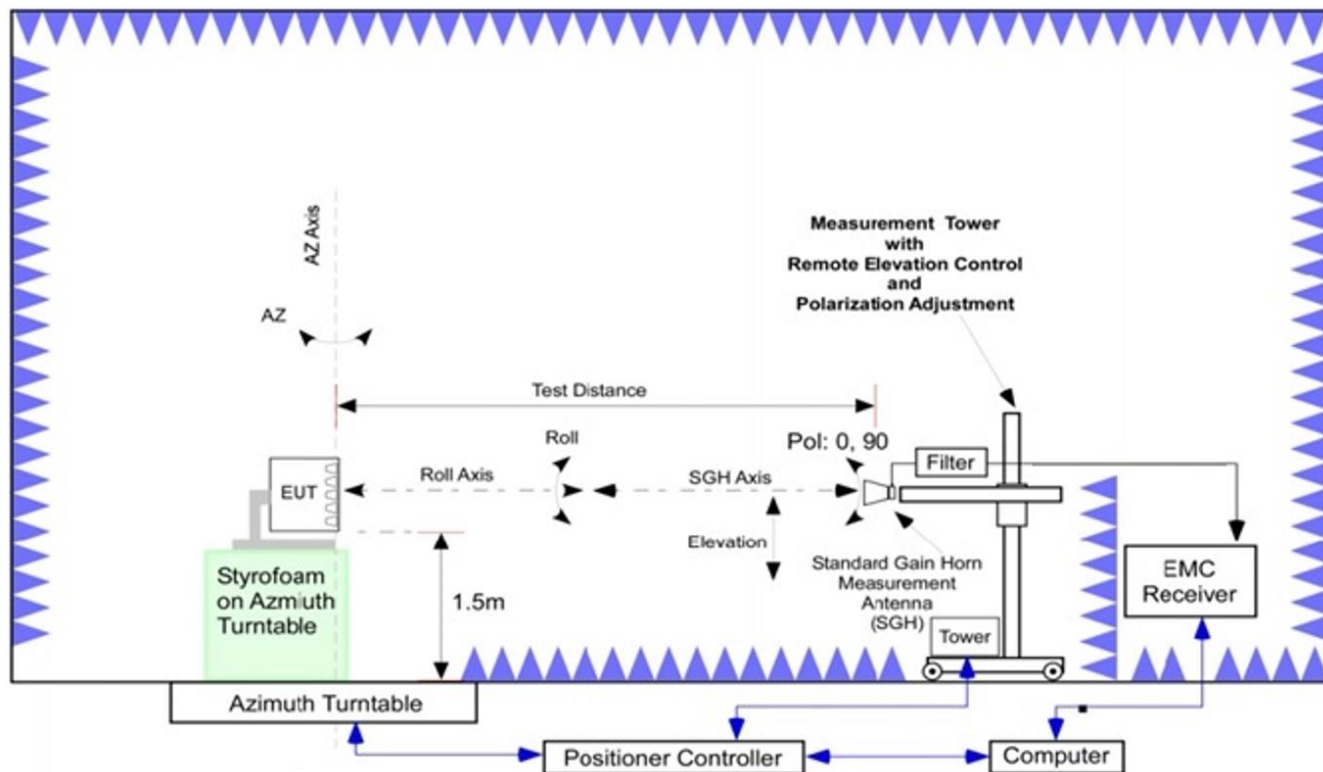 AZ Axis
AZ
Measurement Tower
with
Remote Elevation Control
and
Polarization Adjustment
Test Distance
Roll
Pol: 0, 90
EUT
Roll Axis
SGH Axis
Filter
Elevation
Standard Gain Horn
Measurement
Antenna
(SGH)
Styrofoam
on Azmiuth
Turntable
1.5m
EMC
Receiver
Tower
Azimuth Turntable
Positioner Controller
Computer